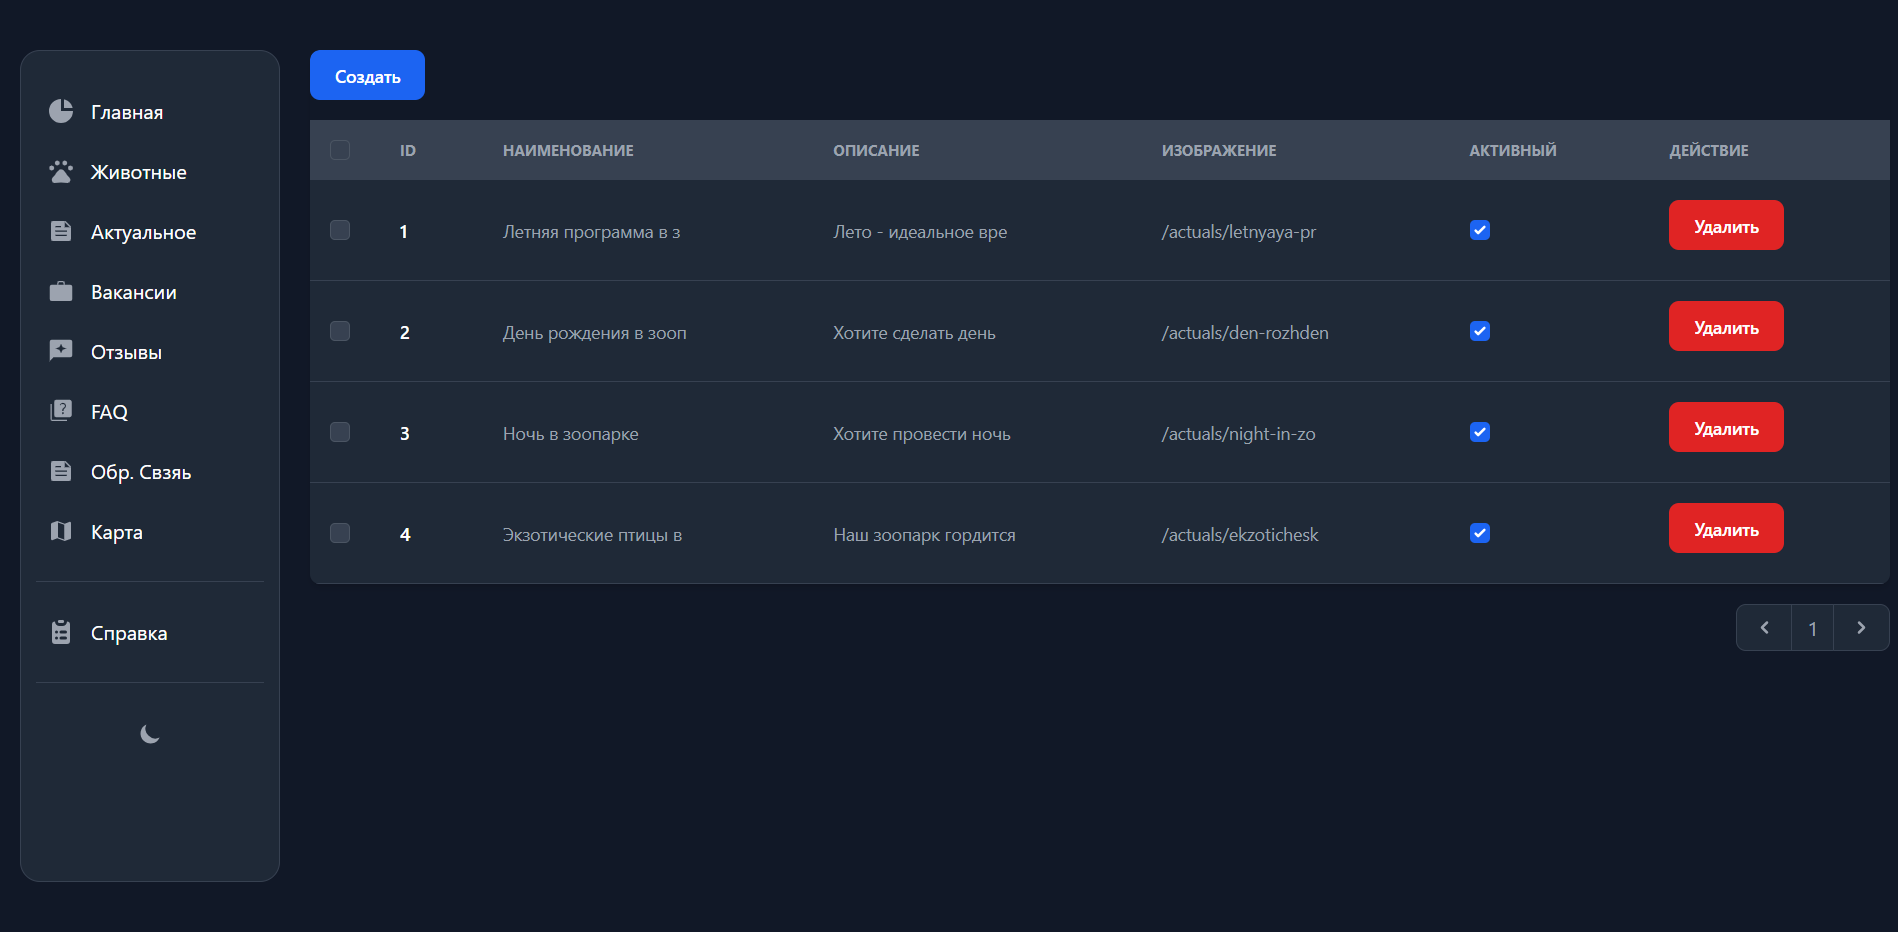 Главная
Животные
Актуальное
Вакансии
Отзывы
FAQ
Обр. Свзяь
Карта
Справка
Создать
ID НАИМЕНОВАНИЕ ОПИСАНИЕ ИЗОБРАЖЕНИЕ АКТИВНЫЙ ДЕЙСТВИЕ
1 Летняя программа в з Лето - идеальное вре /actuals/letnyaya-pr Удалить
2 День рождения в зооп Хотите сделать день /actuals/den-rozhden Удалить
3 Ночь в зоопарке Хотите провести ночь /actuals/night-in-zo Удалить
4 Экзотические птицы в Наш зоопарк гордится /actuals/ekzotichesk Удалить
1